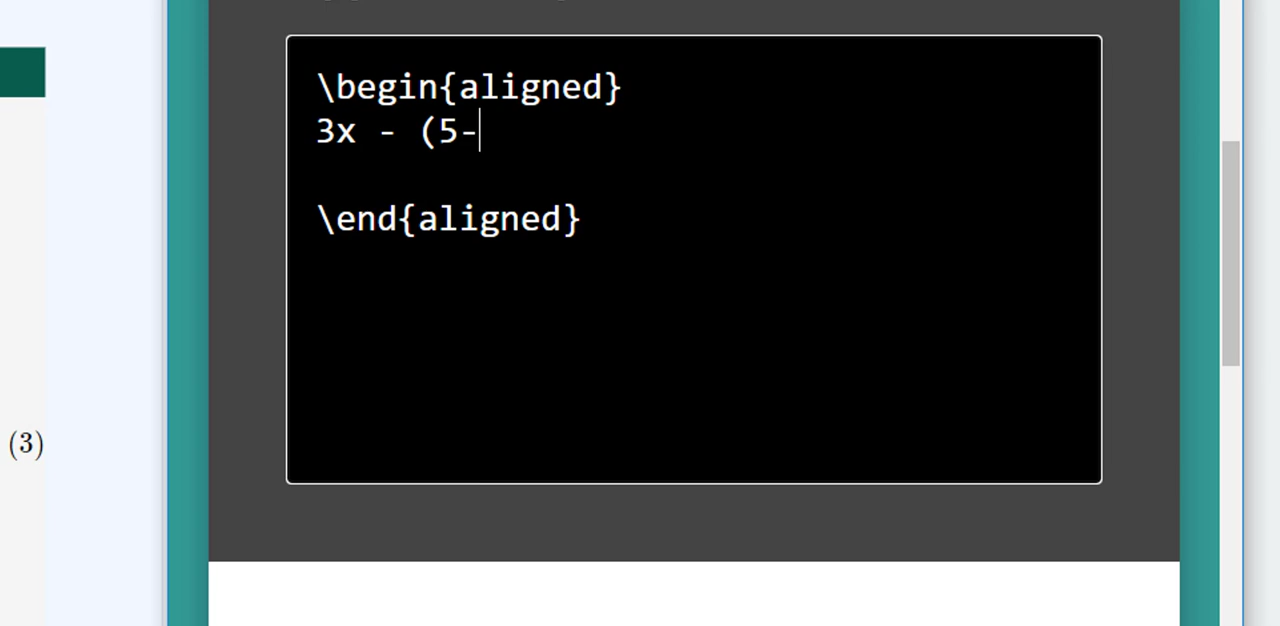 \begin{aligned}
3x - (5-
\end{aligned}
(3)